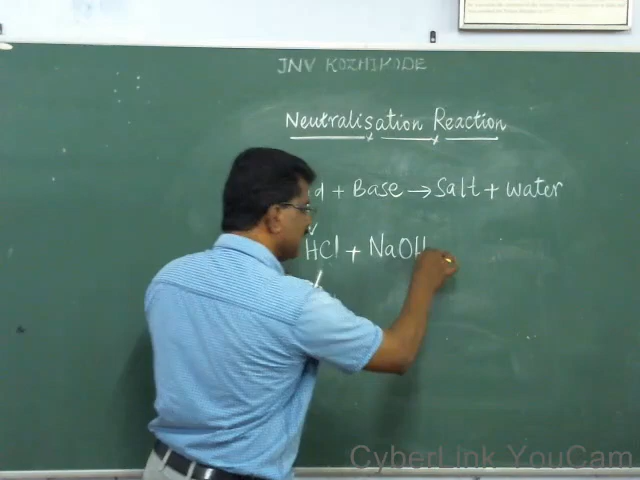 JNV KOZHIKODE
Neutralisation Reaction
d + Base → Salt + water
HCl + NaOH
CyberLink YouCam